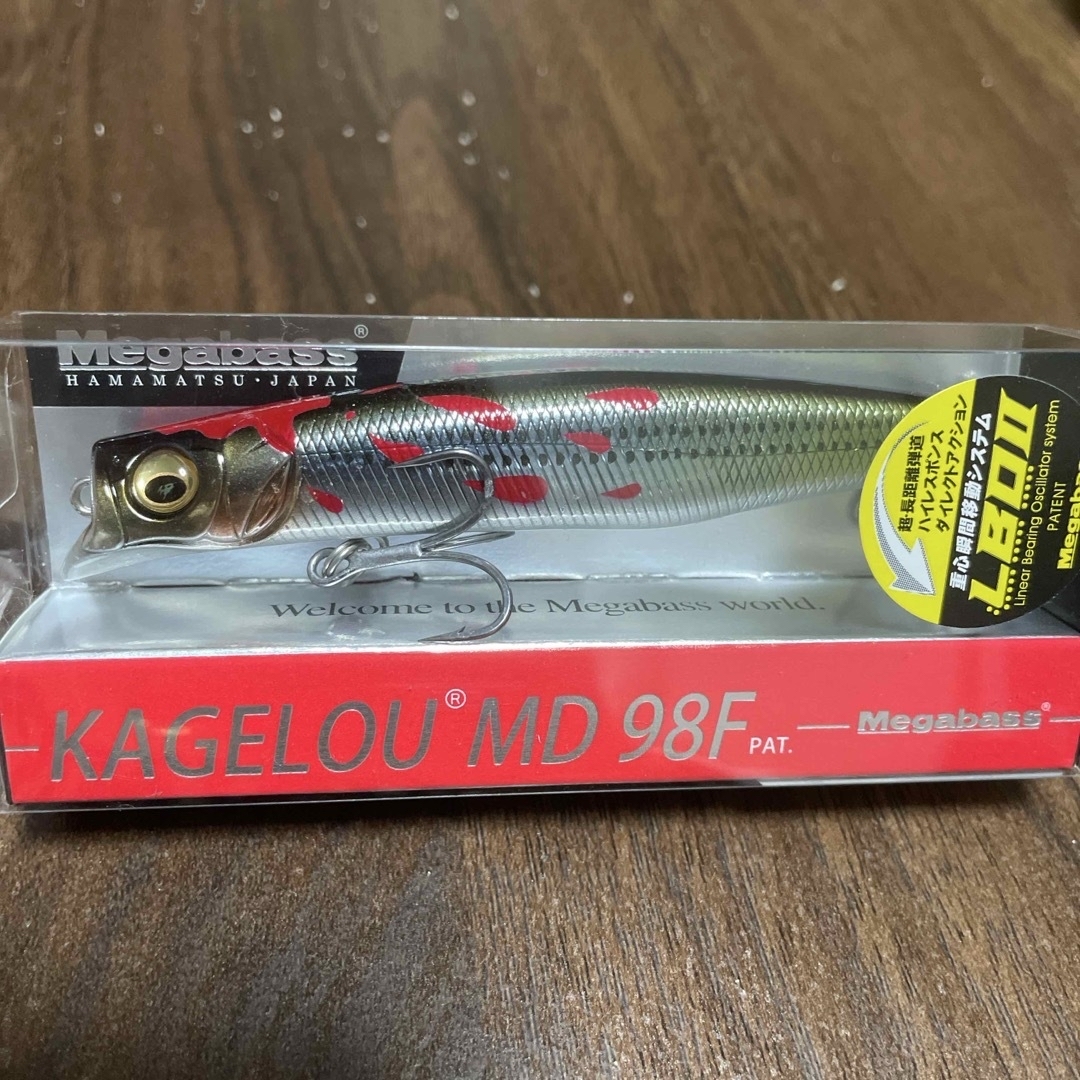 Megabass®
HAMAMATSU・JAPAN
超・長距離弾道
ハイレスポンス
ダイレクトアクション
重心瞬間移動システム
LBOII
Linear Bearing Oscillator system
PATENT
Megabass
Welcome to the Megabass world.
KAGELOU® MD 98F PAT.
Megabass®